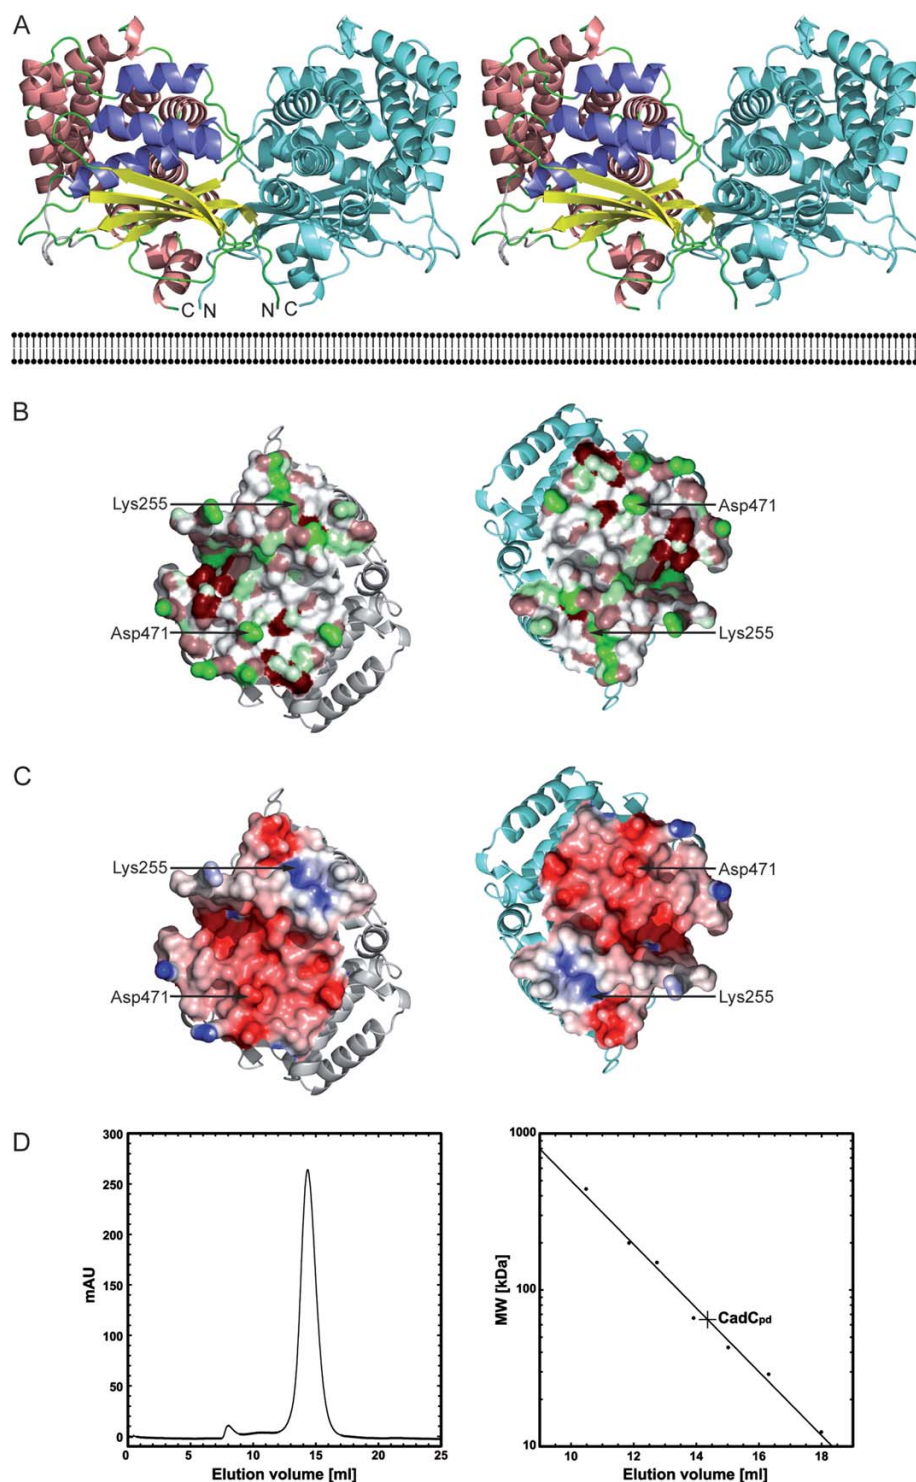 A
C N N C
B
Lys255
Asp471
Asp471
Lys255
C
Lys255
Asp471
Asp471
Lys255
D
300
250
200
150
100
50
0
mAU
0 5 10 15 20 25
Elution volume [ml]
1000
100
10
MW [kDa]
CadCpd
10 12 14 16 18
Elution volume [ml]